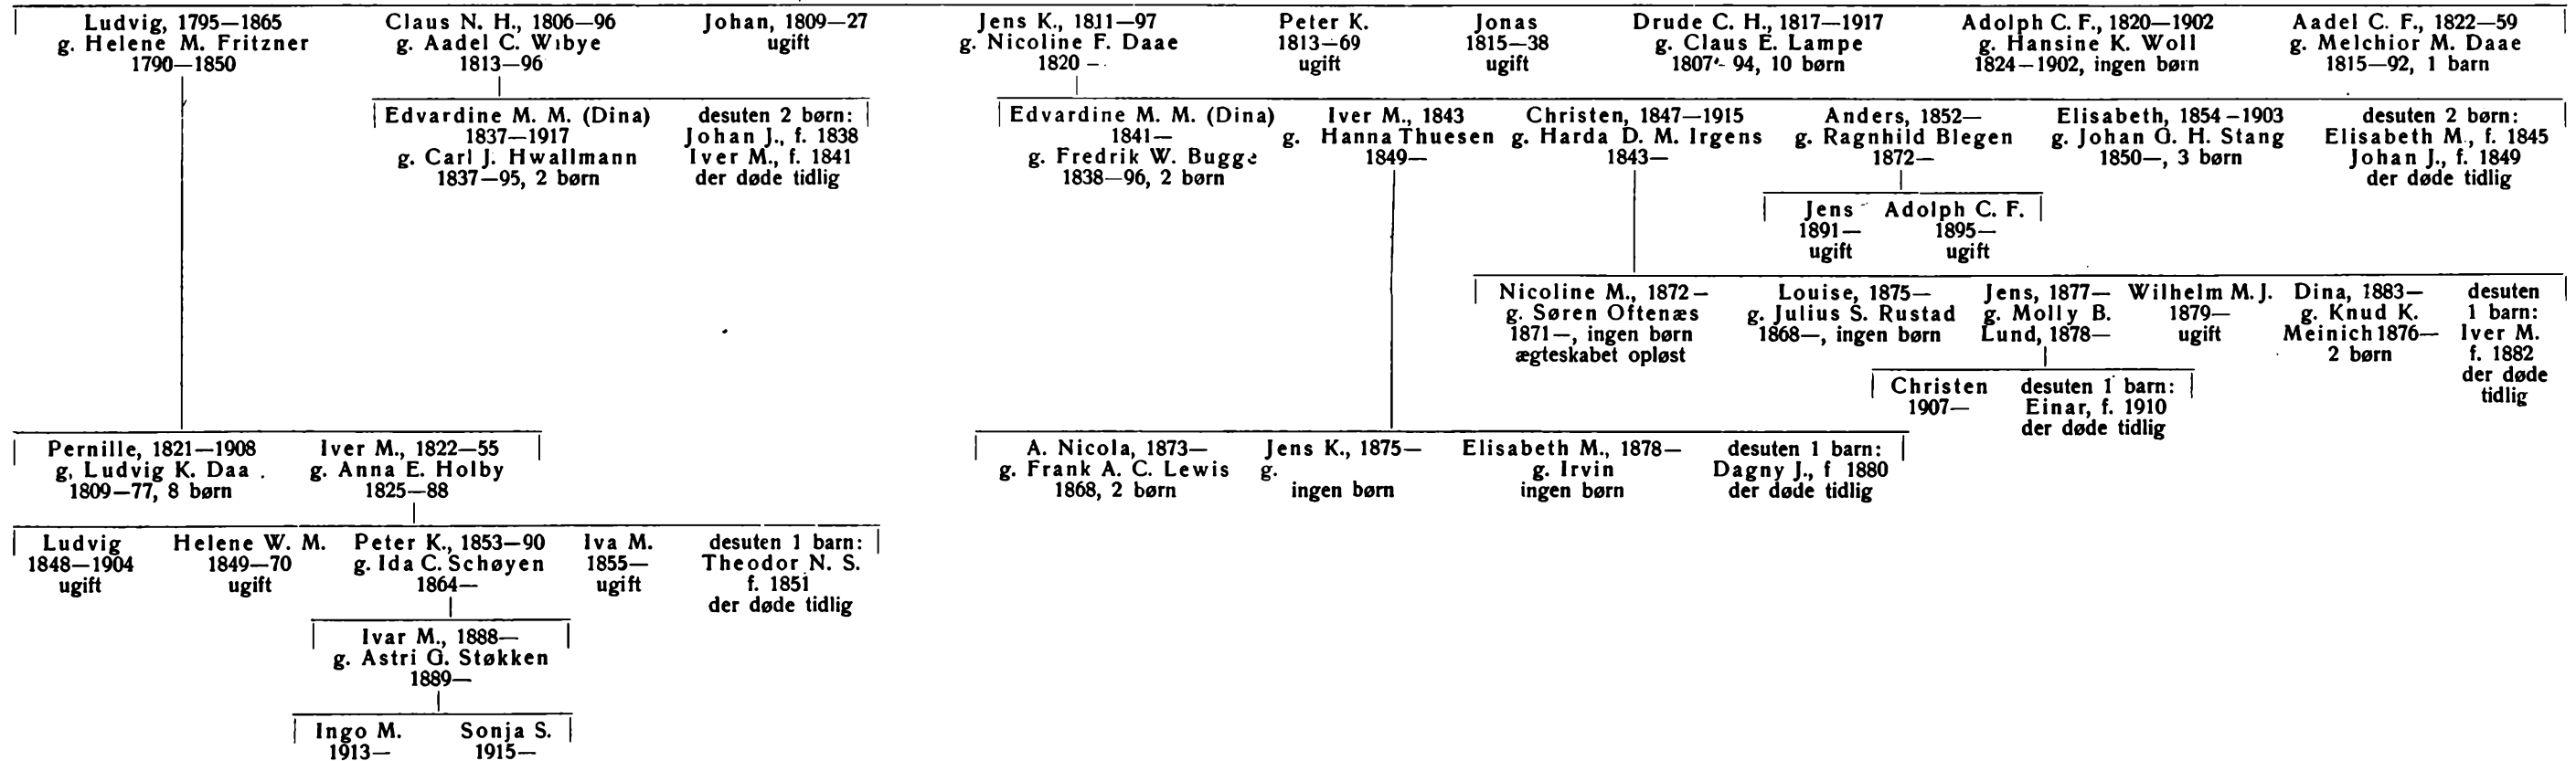 Ludvig, 1795—1865
g. Helene M. Fritzner
1790—1850
Claus N. H., 1806—96
g. Aadel C. Wibye
1813—96
Johan, 1809—27
ugift
Jens K., 1811—97
g. Nicoline F. Daae
1820 –
Peter K.
1813—69
ugift
Jonas
1815—38
ugift
Drude C. H., 1817—1917
g. Claus E. Lampe
1807 - 94, 10 børn
Adolph C. F., 1820—1902
g. Hansine K. Woll
1824—1902, ingen børn
Aadel C. F., 1822—59
g. Melchior M. Daae
1815—92, 1 barn
Edvardine M. M. (Dina)
1837—1917
g. Carl J. Hwallmann
1837—95, 2 børn
desuten 2 børn:
Johan J., f. 1838
Iver M., f. 1841
der døde tidlig
Edvardine M. M. (Dina)
1841—
g. Fredrik W. Bugge
1838—96, 2 børn
Iver M., 1843
g. Hanna Thuesen
1849—
Christen, 1847—1915
g. Harda D. M. Irgens
1843—
Anders, 1852—
g. Ragnhild Blegen
1872—
Elisabeth, 1854—1903
g. Johan G. H. Stang
1850—, 3 børn
desuten 2 børn:
Elisabeth M., f. 1845
Johan J., f. 1849
der døde tidlig
Jens
1891—
ugift
Adolph C. F.
1895—
ugift
Nicoline M., 1872—
g. Søren Oftenæs
1871—, ingen børn
ægteskabet opløst
Louise, 1875—
g. Julius S. Rustad
1868—, ingen børn
Jens, 1877—
g. Molly B.
Lund, 1878—
Wilhelm M. J.
1879—
ugift
Dina, 1883—
g. Knud K.
Meinich 1876—
2 børn
desuten
1 barn:
Iver M.
f. 1882
der døde
tidlig
Christen
1907—
desuten 1 barn:
Einar, f. 1910
der døde tidlig
Pernille, 1821—1908
g, Ludvig K. Daa
1809—77, 8 børn
Iver M., 1822—55
g. Anna E. Holby
1825—88
A. Nicola, 1873—
g. Frank A. C. Lewis
1868, 2 børn
Jens K., 1875—
g.
ingen børn
Elisabeth M., 1878—
g. Irvin
ingen børn
desuten 1 barn:
Dagny J., f 1880
der døde tidlig
Ludvig
1848—1904
ugift
Helene W. M.
1849—70
ugift
Peter K., 1853—90
g. Ida C. Schøyen
1864—
Iva M.
1855—
ugift
desuten 1 barn:
Theodor N. S.
f. 1851
der døde tidlig
Ivar M., 1888—
g. Astri G. Støkken
1889—
Ingo M.
1913—
Sonja S.
1915—